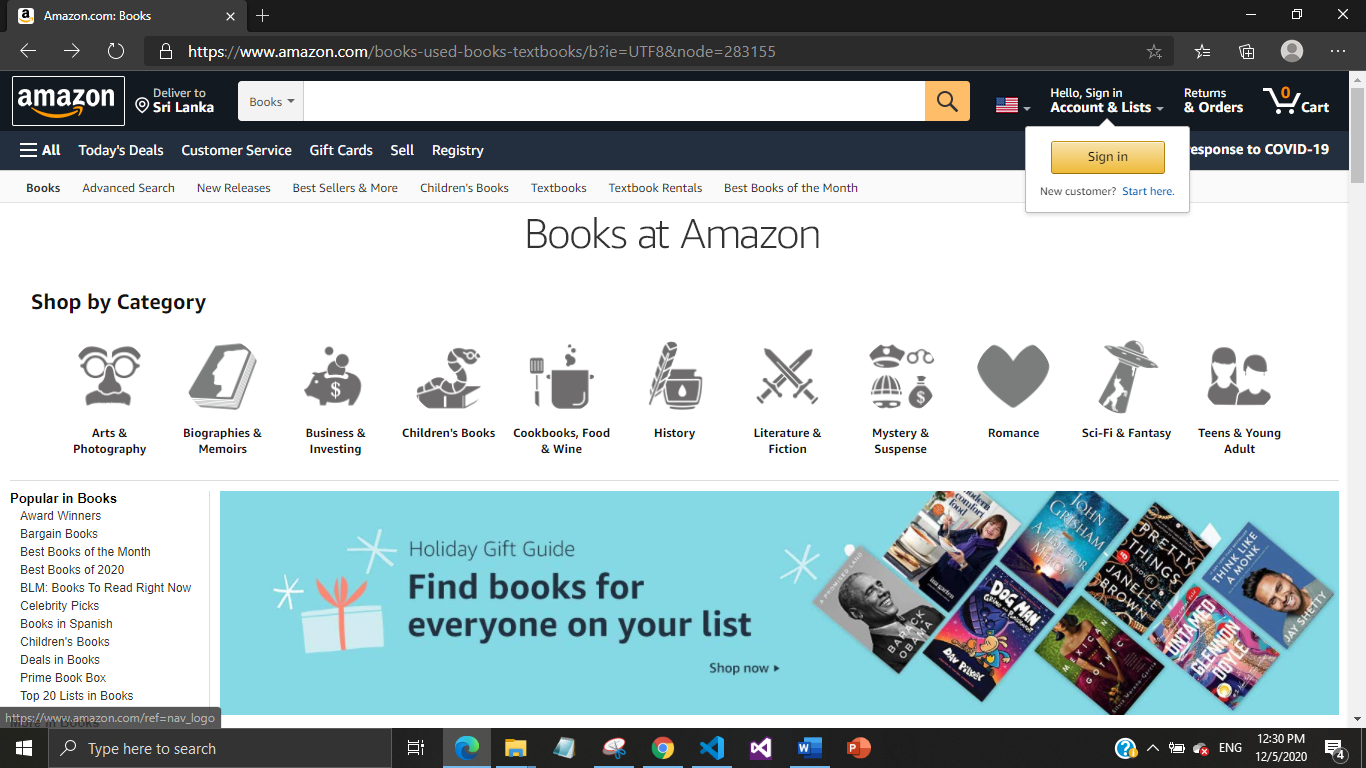 Amazon.com: Books
https://www.amazon.com/books-used-books-textbooks/b?ie=UTF8&node=283155
amazon
Deliver to
Sri Lanka
Books
Hello, Sign in
Account & Lists
Returns
& Orders
0
Cart
All
Today's Deals
Customer Service
Gift Cards
Sell
Registry
response to COVID-19
Sign in
New customer? Start here.
Books
Advanced Search
New Releases
Best Sellers & More
Children's Books
Textbooks
Textbook Rentals
Best Books of the Month
Books at Amazon
Shop by Category
Arts &
Photography
Biographies &
Memoirs
Business &
Investing
Children's Books
Cookbooks, Food
& Wine
History
Literature &
Fiction
Mystery &
Suspense
Romance
Sci-Fi & Fantasy
Teens & Young
Adult
Popular in Books
Award Winners
Bargain Books
Best Books of the Month
Best Books of 2020
BLM: Books To Read Right Now
Celebrity Picks
Books in Spanish
Children's Books
Deals in Books
Prime Book Box
Top 20 Lists in Books
Holiday Gift Guide
Find books for
everyone on your list
Shop now
A PROMISED LAND
BARACK
OBAMA
modern
comfort
food
ina garten
JOHN
GRISHAM
A TIME FOR
MERCY
DOG MAN
DAV PILKEY
PRETTY
THINGS
A NOVEL
JANELLE
BROWN
MEXICAN
GOTHIC
THINK LIKE
A MONK
JAY SHETTY
UNTAMED
GLENNON
DOYLE
https://www.amazon.com/ref=nav_logo
Type here to search
ENG
12:30 PM
12/5/2020
4